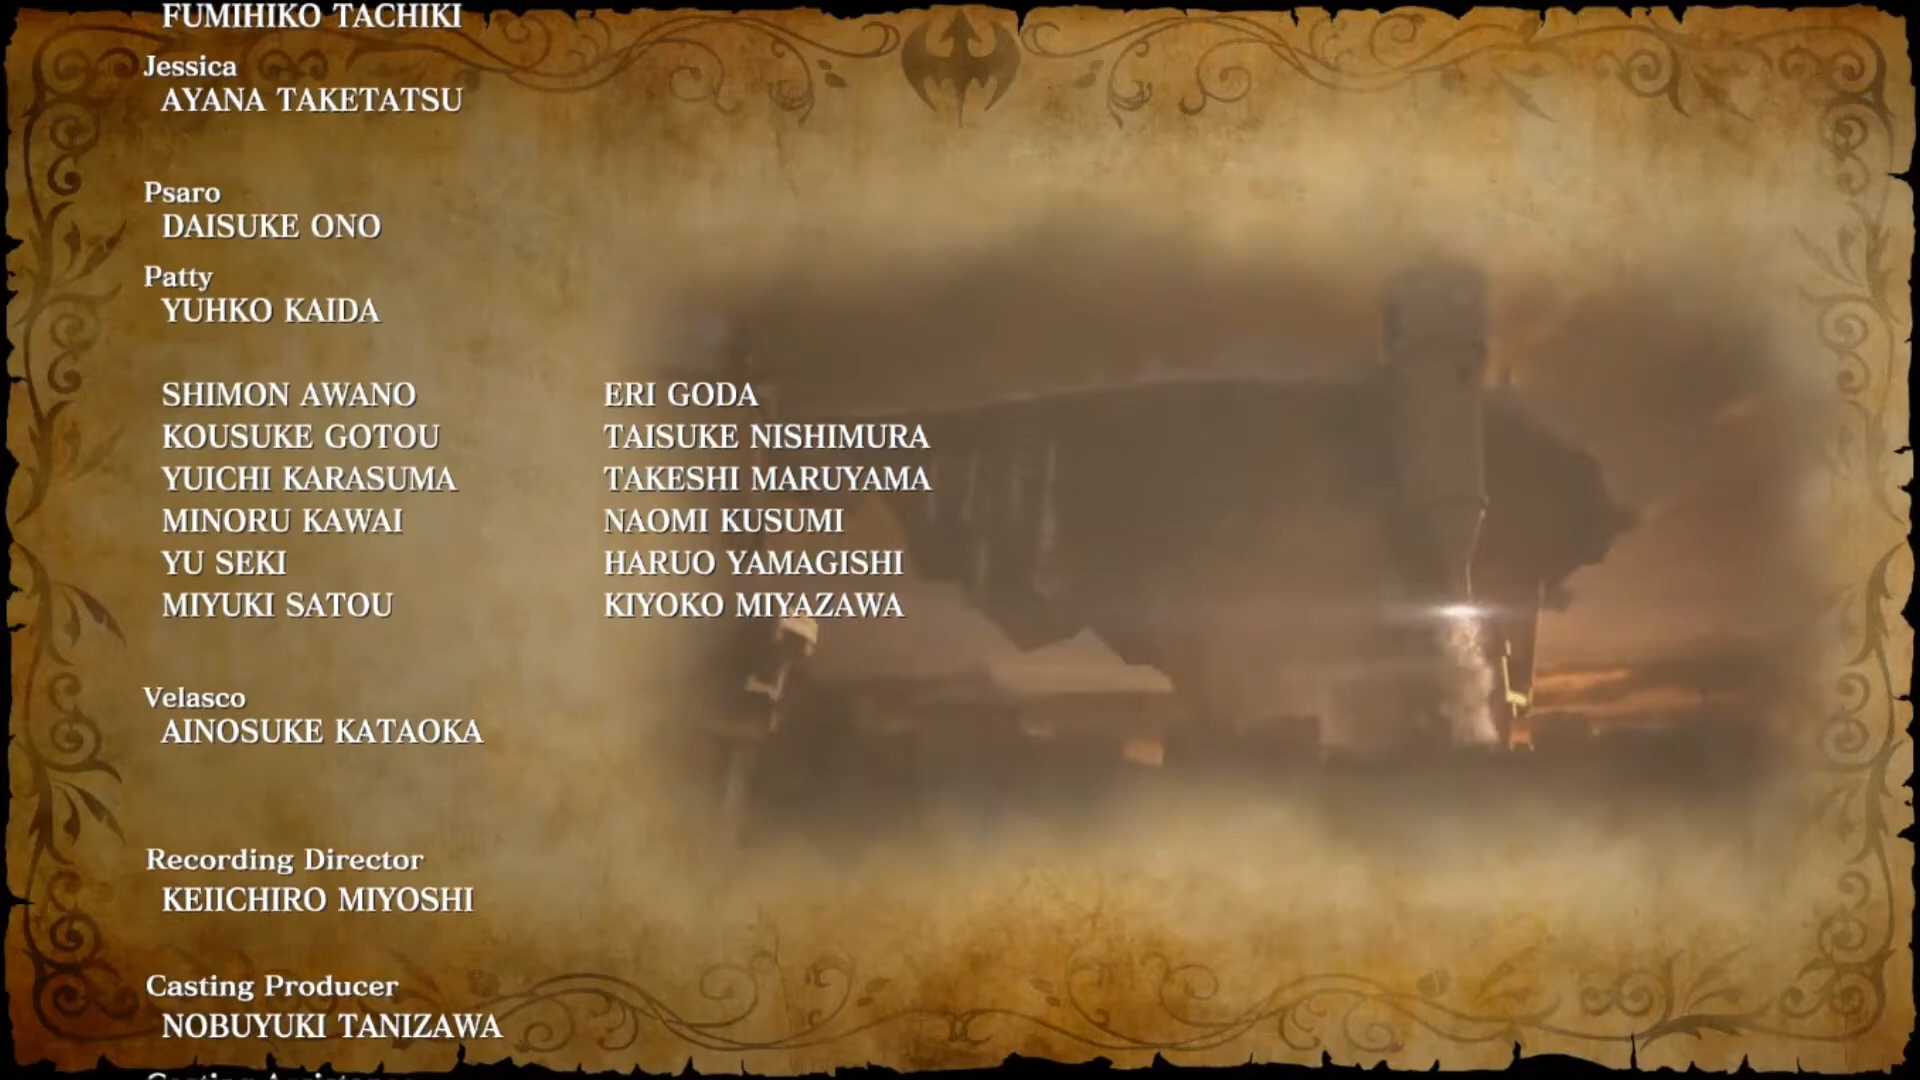 FUMIHIKO TACHIKI
Jessica
AYANA TAKETATSU
Psaro
DAISUKE ONO
Patty
YUHKO KAIDA
SHIMON AWANO
KOUSUKE GOTOU
YUICHI KARASUMA
MINORU KAWAI
YU SEKI
MIYUKI SATOU
ERI GODA
TAISUKE NISHIMURA
TAKESHI MARUYAMA
NAOMI KUSUMI
HARUO YAMAGISHI
KIYOKO MIYAZAWA
Velasco
AINOSUKE KATAOKA
Recording Director
KEIICHIRO MIYOSHI
Casting Producer
NOBUYUKI TANIZAWA